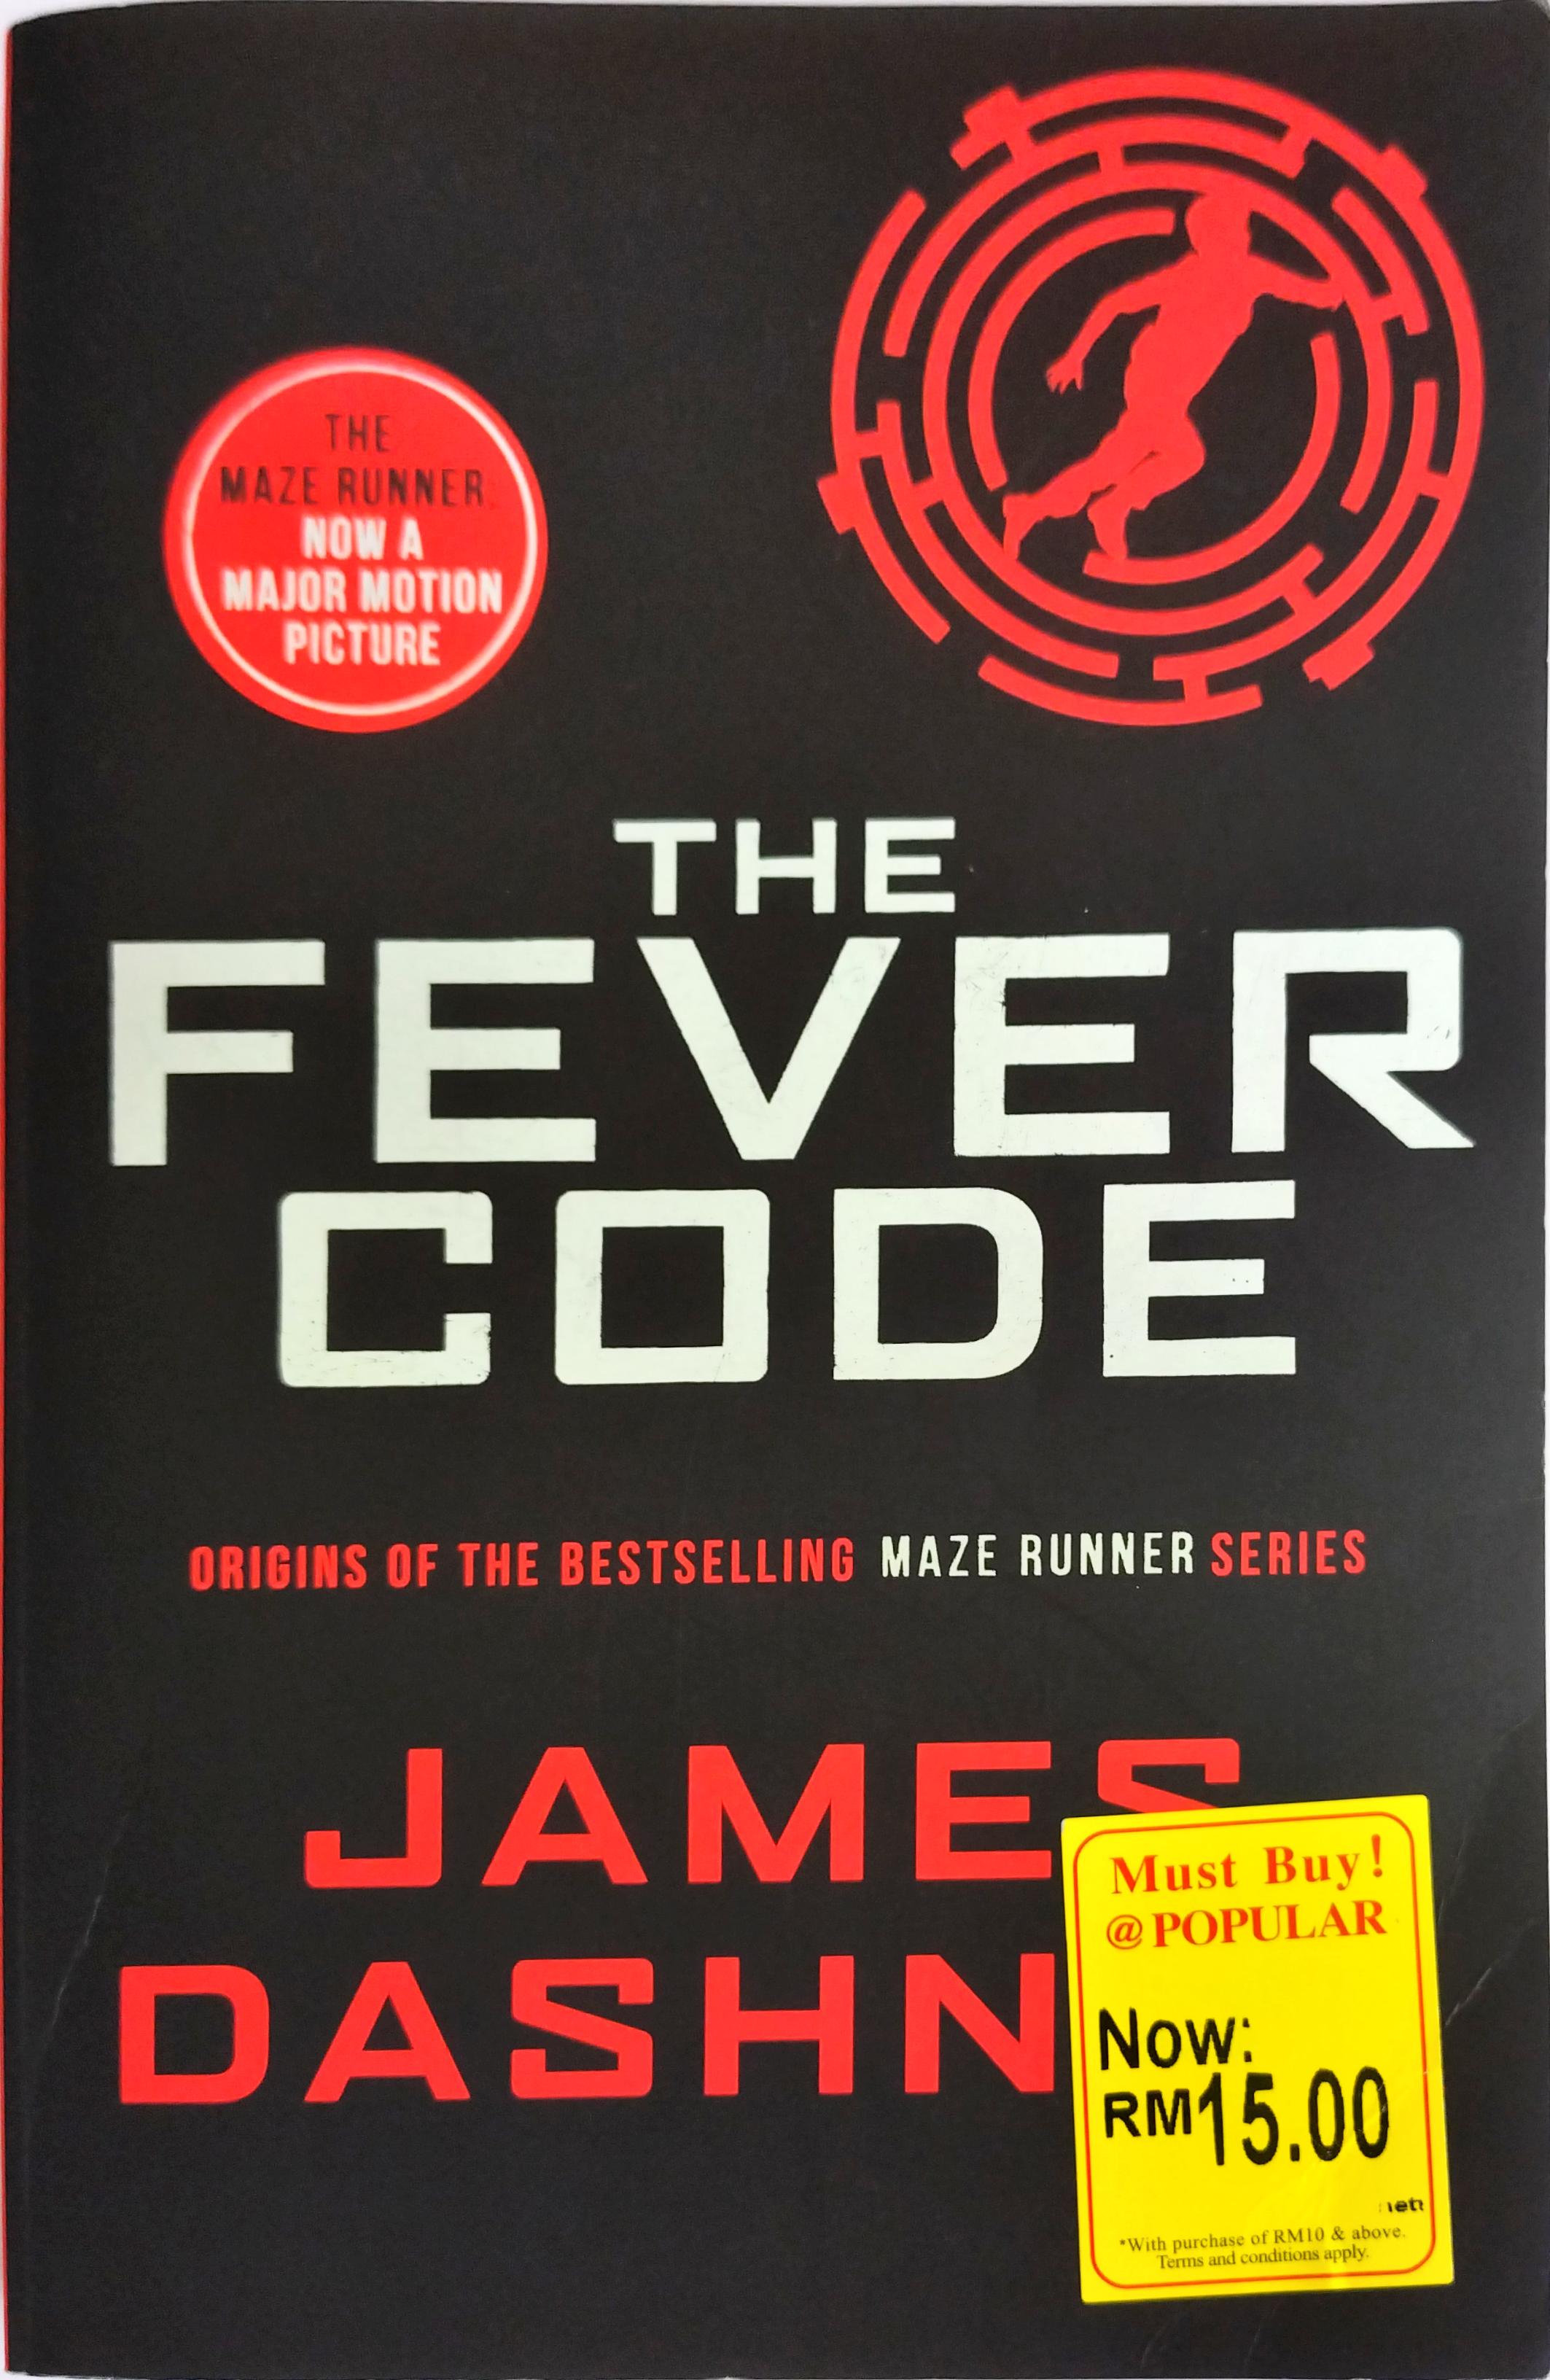 THE
MAZE RUNNER:
NOW A
MAJOR MOTION
PICTURE
THE
FEVER
CODE
ORIGINS OF THE BESTSELLING MAZE RUNNER SERIES
JAMES
DASHN
Must Buy!
@POPULAR
Now:
RM15.00
*With purchase of RM10 & above.
Terms and conditions apply.